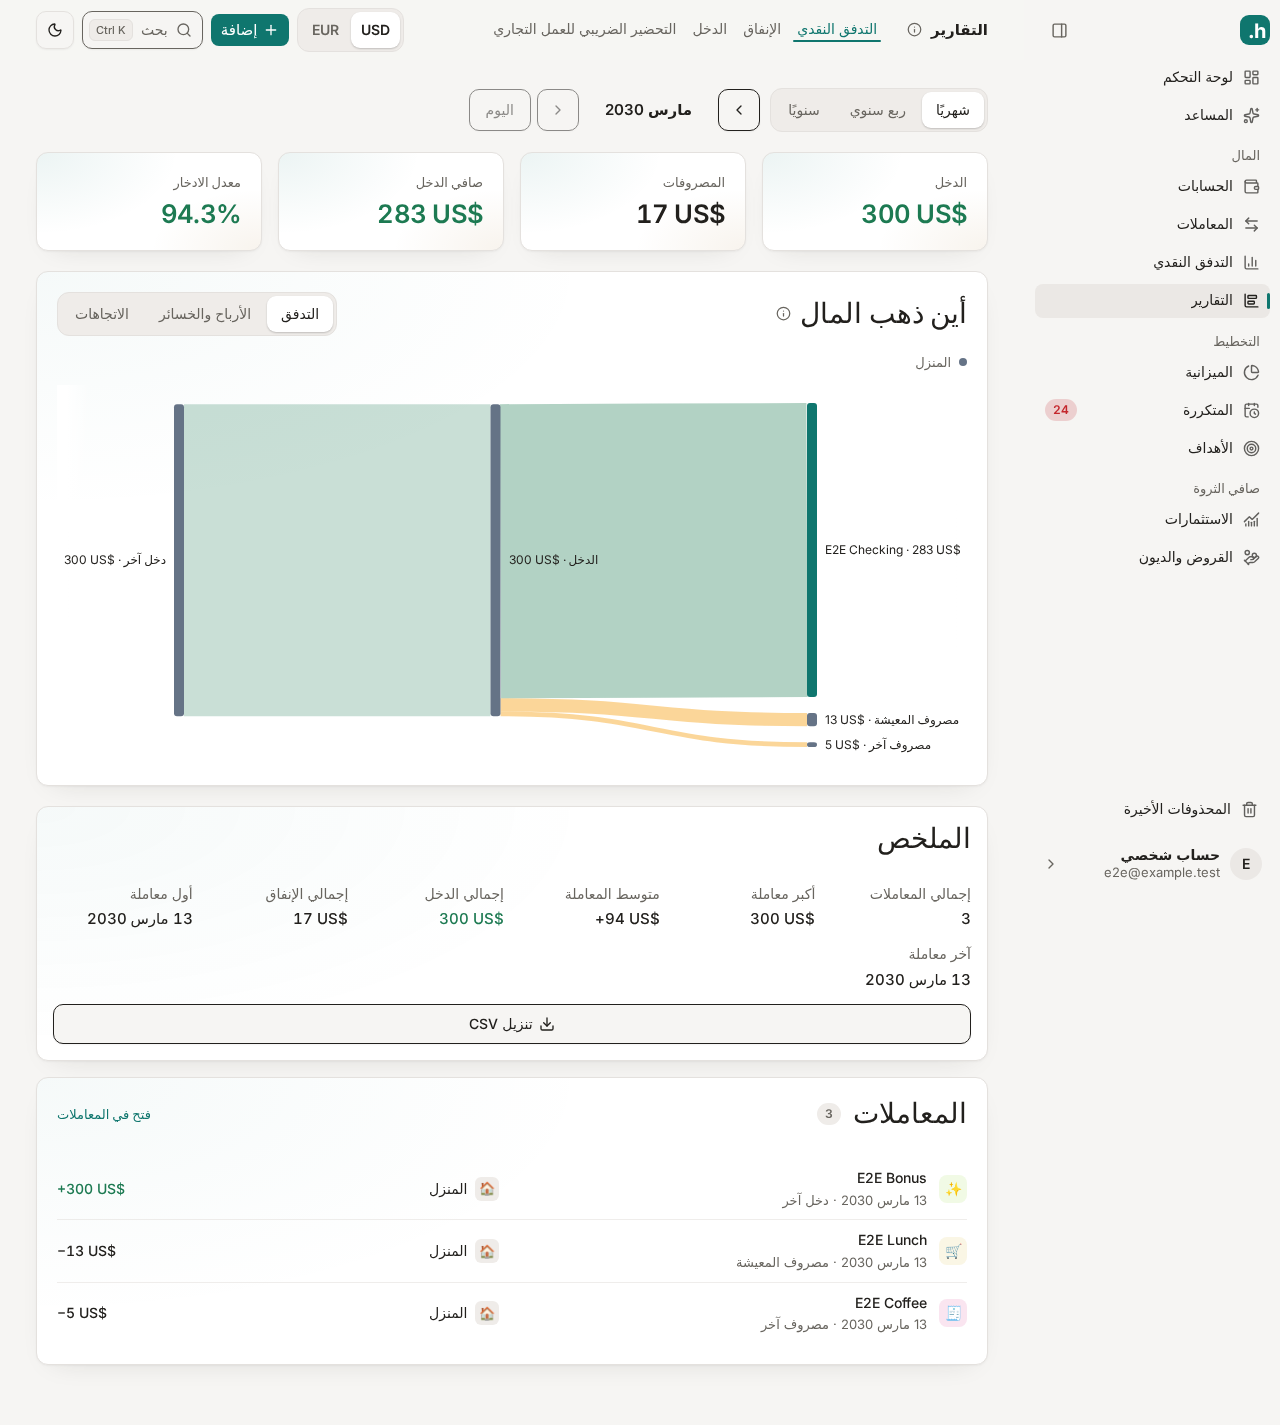 h.
لوحة التحكم
المساعد
المال
الحسابات
المعاملات
التدفق النقدي
التقارير
التخطيط
الميزانية
المتكررة 24
الأهداف
صافي الثروة
الاستثمارات
القروض والديون
المحذوفات الأخيرة
E حساب شخصي
e2e@example.test
التقارير التدفق النقدي الإنفاق الدخل التحضير الضريبي للعمل التجاري USD EUR إضافة بحث Ctrl K
شهريًا ربع سنوي سنويًا مارس 2030 اليوم
الدخل المصروفات صافي الدخل معدل الادخار
300 US$ 17 US$ 283 US$ 94.3%
أين ذهب المال التدفق الأرباح والخسائر الاتجاهات
المنزل
E2E Checking · 283 US$
الدخل · 300 US$
دخل آخر · 300 US$
مصروف المعيشة · 13 US$
مصروف آخر · 5 US$
الملخص
إجمالي المعاملات أكبر معاملة متوسط المعاملة إجمالي الدخل إجمالي الإنفاق أول معاملة
3 300 US$ +94 US$ 300 US$ 17 US$ 13 مارس 2030
آخر معاملة
13 مارس 2030
تنزيل CSV
المعاملات 3 فتح في المعاملات
E2E Bonus
13 مارس 2030 · دخل آخر
المنزل
+300 US$
E2E Lunch
13 مارس 2030 · مصروف المعيشة
المنزل
−13 US$
E2E Coffee
13 مارس 2030 · مصروف آخر
المنزل
−5 US$